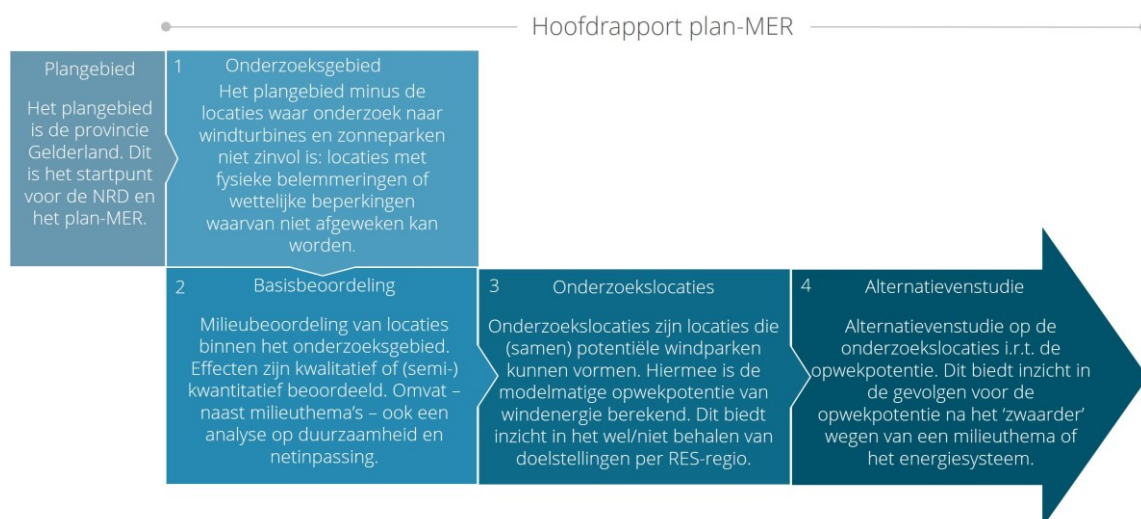 Hoofdrapport plan-MER
Plangebied
Het plangebied
is de provincie
Gelderland. Dit
is het startpunt
voor de NRD en
het plan-MER.
1 Onderzoeksgebied
Het plangebied minus de
locaties waar onderzoek naar
windturbines en zonneparken
niet zinvol is: locaties met
fysieke belemmeringen of
wettelijke beperkingen
waarvan niet afgeweken kan
worden.
2 Basisbeoordeling
Milieubeoordeling van locaties
binnen het onderzoeksgebied.
Effecten zijn kwalitatief of (semi-)
kwantitatief beoordeeld. Omvat –
naast milieuthema’s – ook een
analyse op duurzaamheid en
netinpassing.
3 Onderzoekslocaties
Onderzoekslocaties zijn locaties die
(samen) potentiële windparken
kunnen vormen. Hiermee is de
modelmatige opwekpotentie van
windenergie berekend. Dit biedt
inzicht in het wel/niet behalen van
doelstellingen per RES-regio.
4 Alternatievenstudie
Alternatievenstudie op de
onderzoekslocaties i.r.t. de
opwekpotentie. Dit biedt inzicht in
de gevolgen voor de
opwekpotentie na het ‘zwaarder’
wegen van een milieuthema of
het energiesysteem.